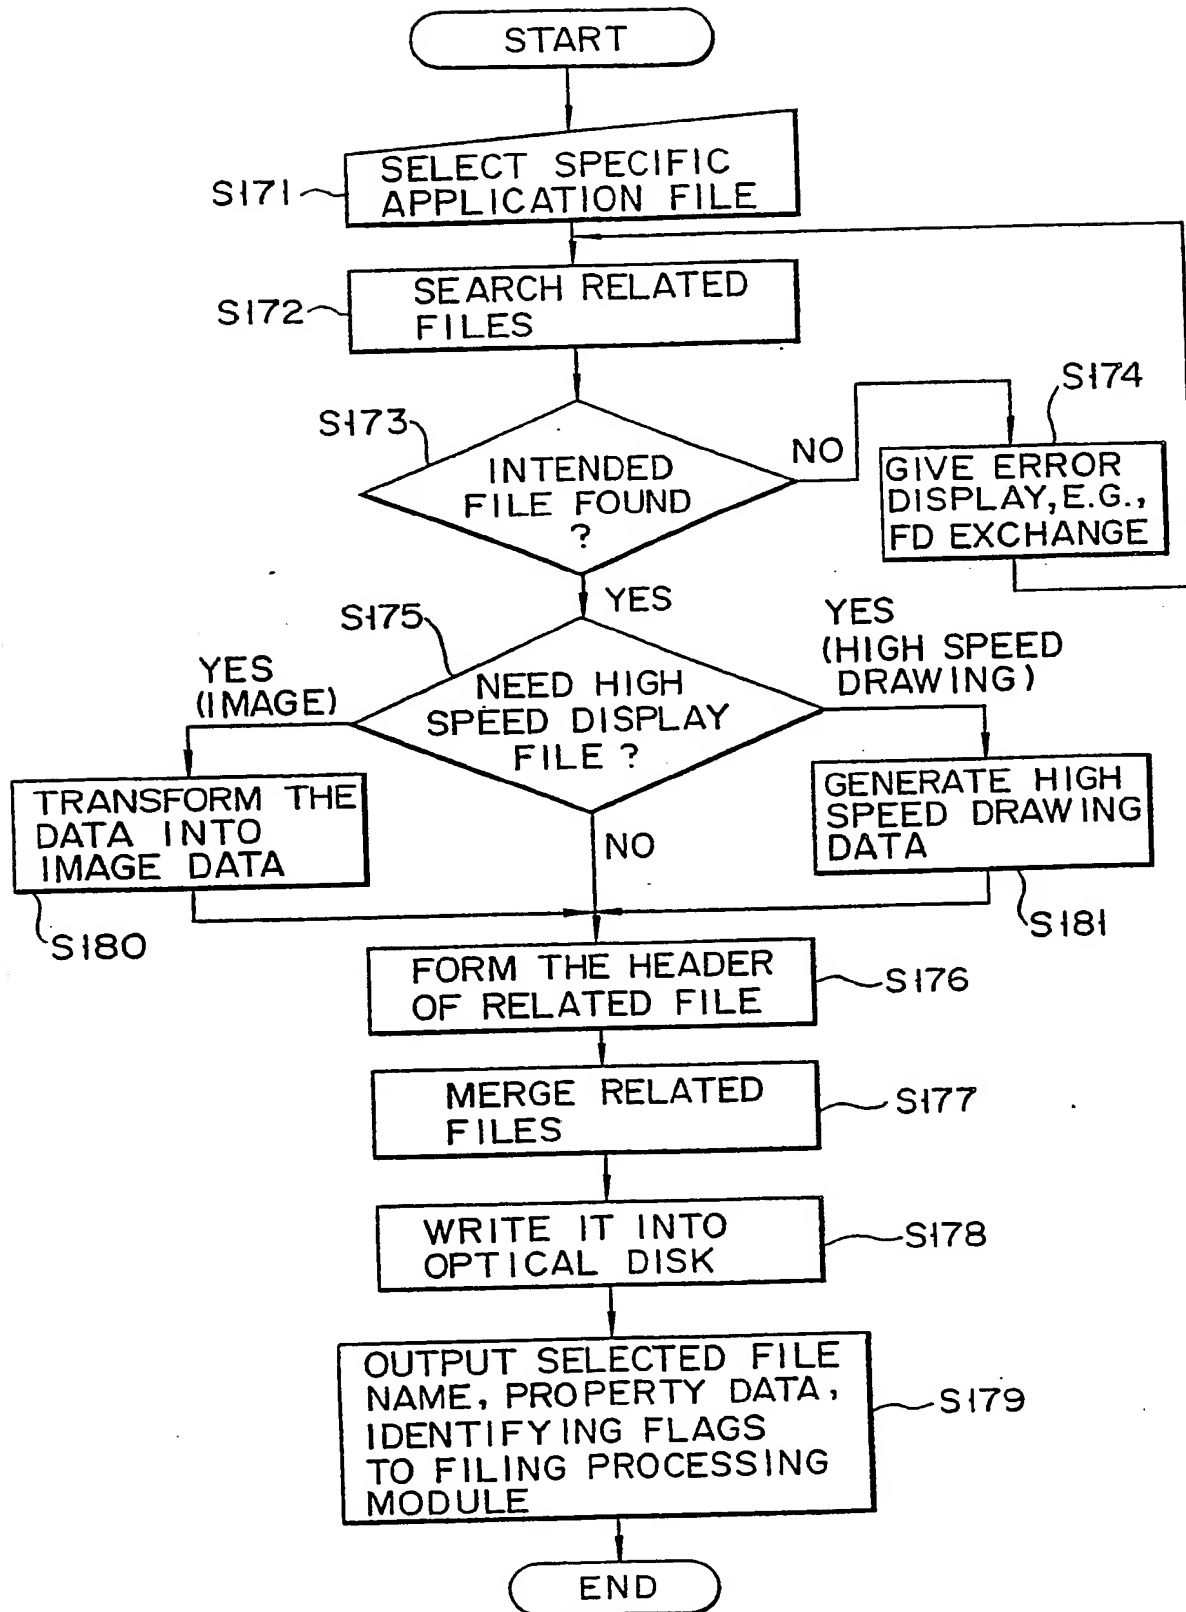 START
S171
SELECT SPECIFIC
APPLICATION FILE
S172
SEARCH RELATED
FILES
S173
INTENDED
FILE FOUND
?
NO
S174
GIVE ERROR
DISPLAY, E.G.,
FD EXCHANGE
YES
S175
NEED HIGH
SPEED DISPLAY
FILE ?
YES
(IMAGE)
YES
(HIGH SPEED
DRAWING)
TRANSFORM THE
DATA INTO
IMAGE DATA
S180
NO
GENERATE HIGH
SPEED DRAWING
DATA
S181
FORM THE HEADER
OF RELATED FILE
S176
MERGE RELATED
FILES
S177
WRITE IT INTO
OPTICAL DISK
S178
OUTPUT SELECTED FILE
NAME, PROPERTY DATA,
IDENTIFYING FLAGS
TO FILING PROCESSING
MODULE
S179
END